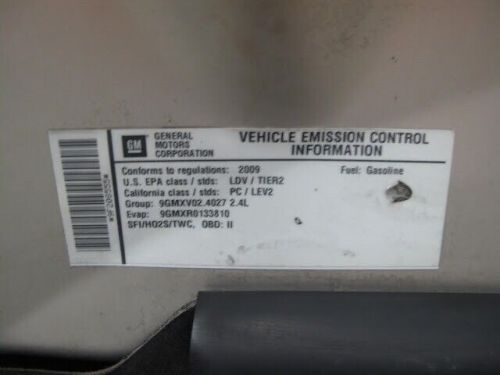 GM
GENERAL
MOTORS
CORPORATION
VEHICLE EMISSION CONTROL
INFORMATION
Conforms to regulations: 2009
Fuel: Gasoline
U.S. EPA class / stds: LDV / TIER2
California class / stds: PC / LEV2
Group: 9GMXV02.4027 2.4L
Evap: 9GMXR0133810
SFI/HO2S/TWC, OBD: II